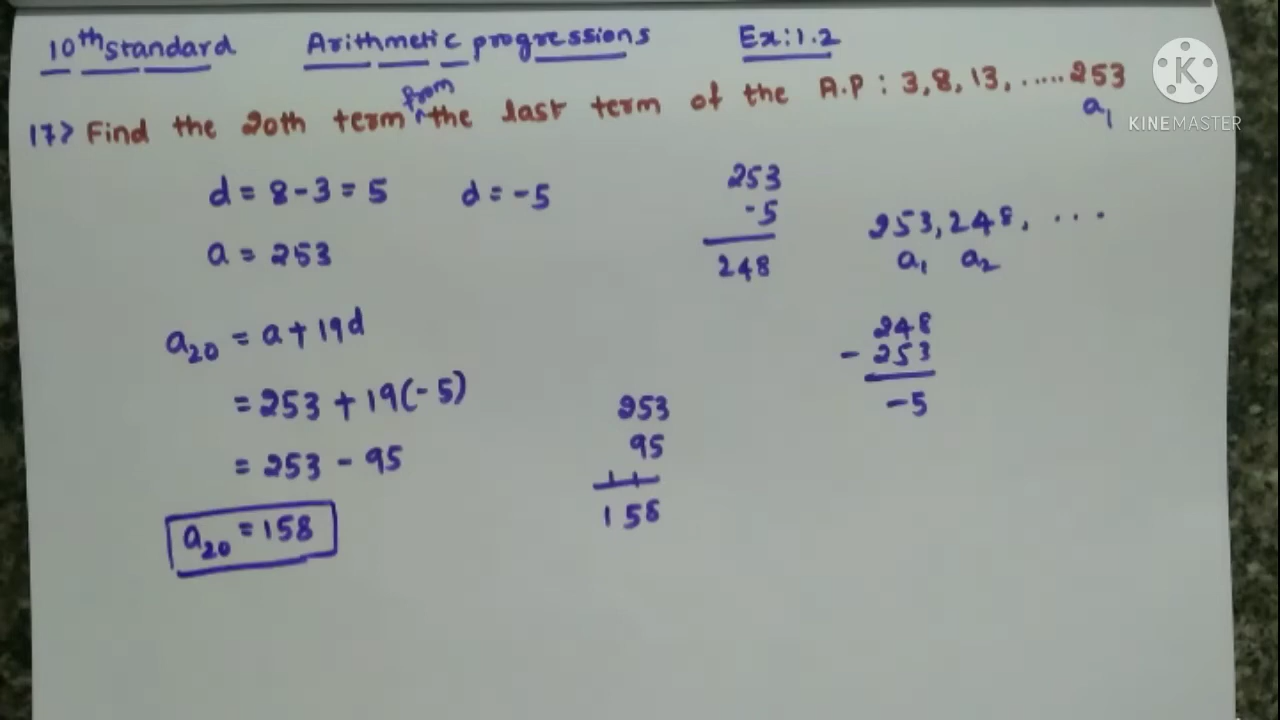 10th standard Arithmetic progressions Ex:1.2
17> Find the 20th term from the last term of the A.P : 3, 8, 13, ..... 253
a₁
KINEMASTER
d = 8 - 3 = 5 d = -5
a = 253
253
-5
248
253, 248, ...
a₁ a₂
248
- 253
-5
a₂₀ = a + 19d
= 253 + 19(-5)
= 253 - 95
a₂₀ = 158
253
95
158